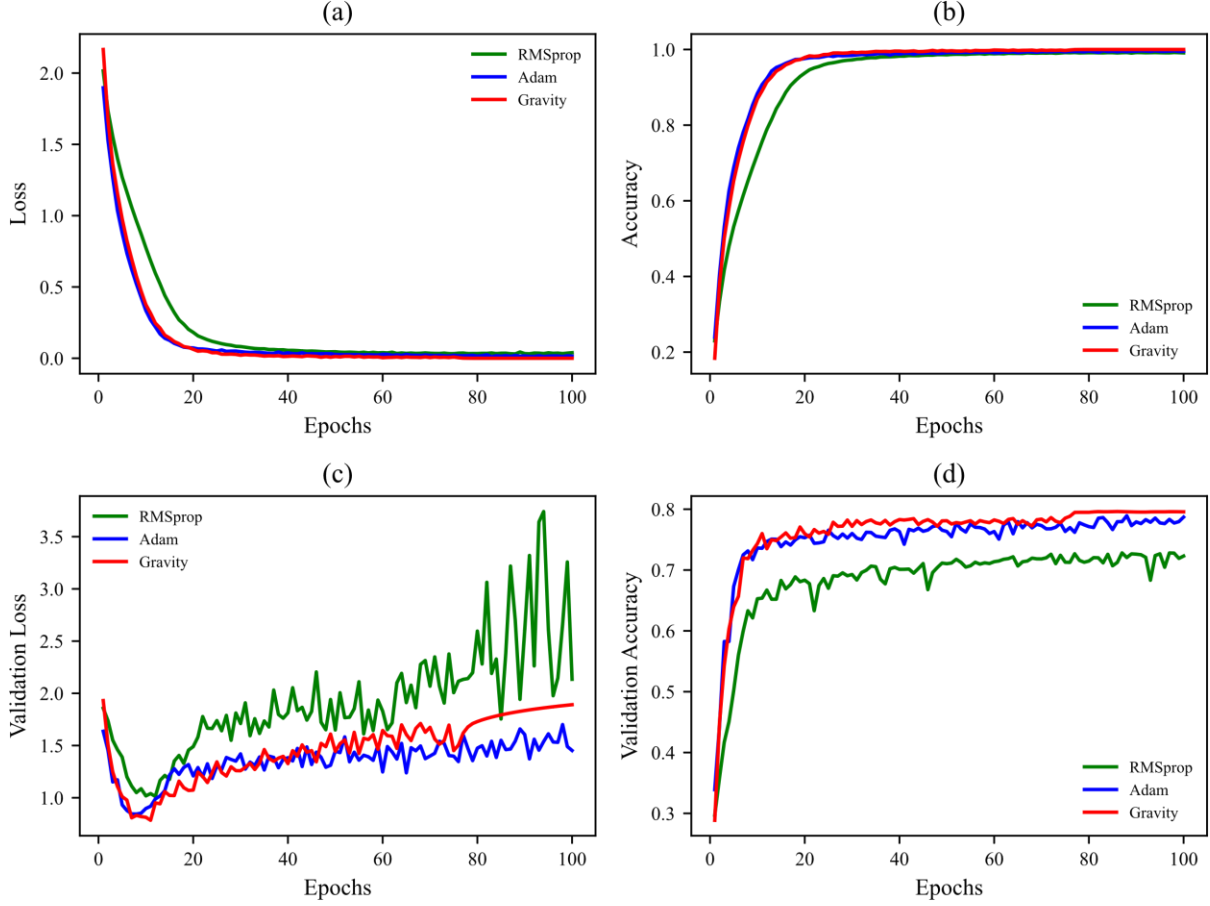 (a)
2.0
1.5
1.0
0.5
0.0
Loss
RMSprop
Adam
Gravity
0 20 40 60 80 100
Epochs
(b)
1.0
0.8
0.6
0.4
0.2
Accuracy
RMSprop
Adam
Gravity
0 20 40 60 80 100
Epochs
(c)
3.5
3.0
2.5
2.0
1.5
1.0
Validation Loss
RMSprop
Adam
Gravity
0 20 40 60 80 100
Epochs
(d)
0.8
0.7
0.6
0.5
0.4
0.3
Validation Accuracy
RMSprop
Adam
Gravity
0 20 40 60 80 100
Epochs